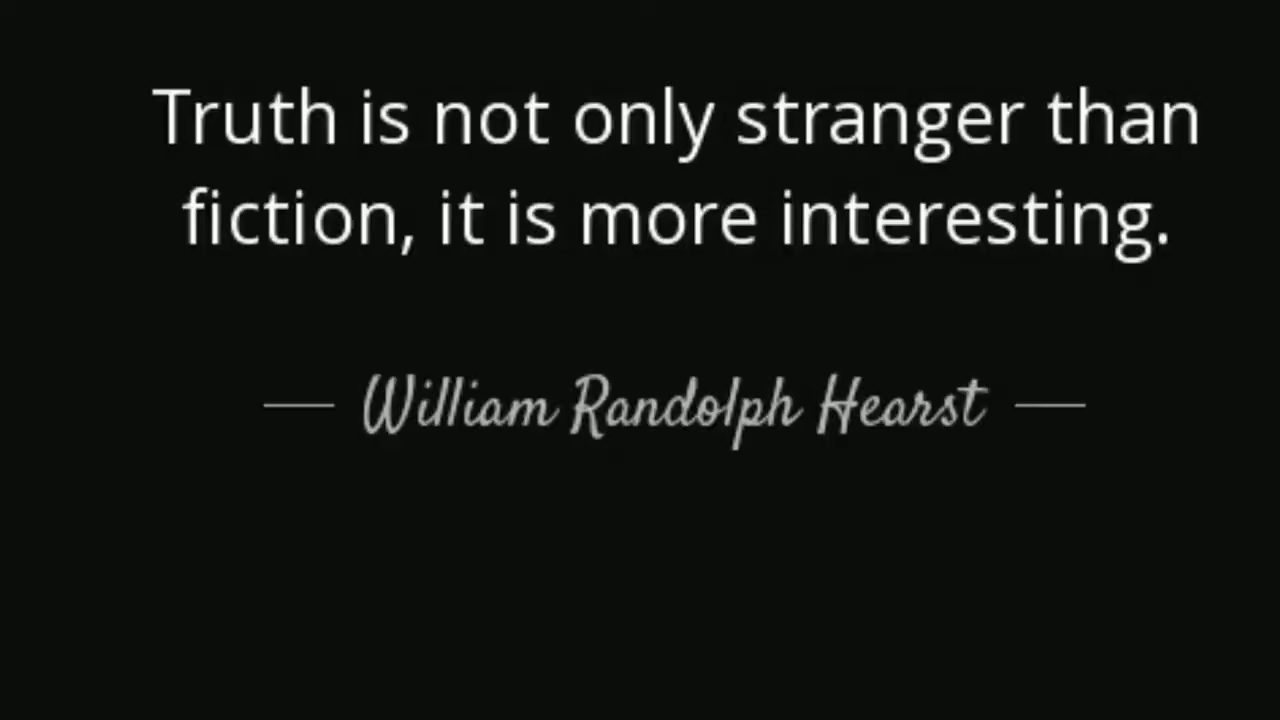 Truth is not only stranger than
fiction, it is more interesting.
— William Randolph Hearst —